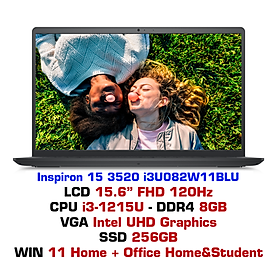 Inspiron 15 3520 i3U082W11BLU
LCD 15.6” FHD 120Hz
CPU i3-1215U - DDR4 8GB
VGA Intel UHD Graphics
SSD 256GB
WIN 11 Home + Office Home&Student